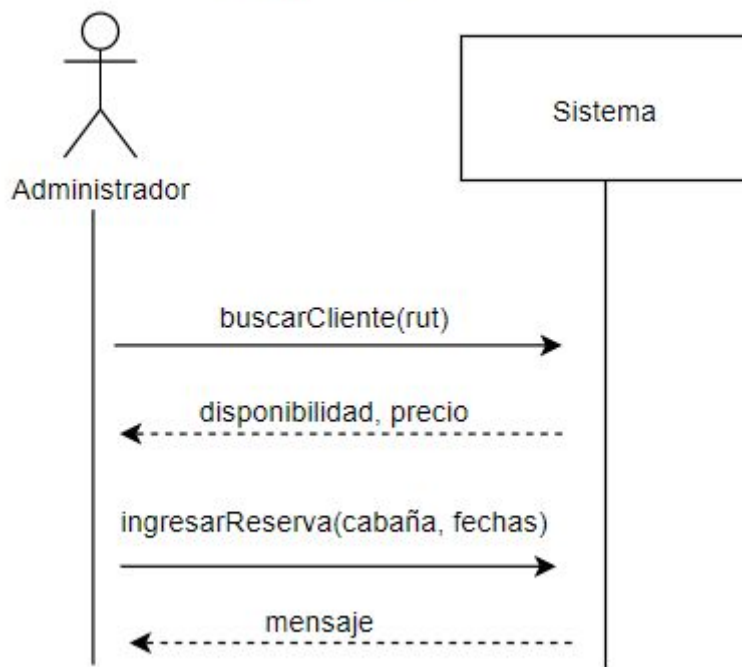 Sistema
Administrador
buscarCliente(rut)
disponibilidad, precio
ingresarReserva(cabaña, fechas)
mensaje